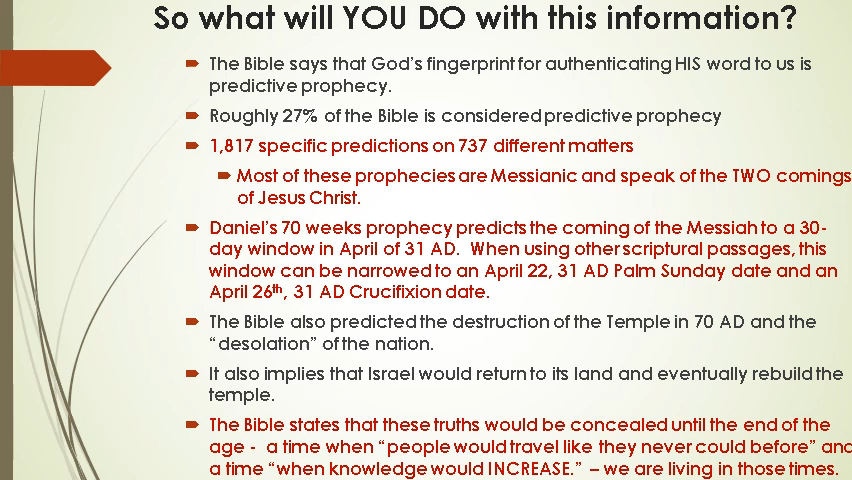 So what will YOU DO with this information?
The Bible says that God's fingerprint for authenticating HIS word to us is
predictive prophecy.
Roughly 27% of the Bible is considered predictive prophecy
1,817 specific predictions on 737 different matters
Most of these prophecies are Messianic and speak of the TWO comings
of Jesus Christ.
Daniel's 70 weeks prophecy predicts the coming of the Messiah to a 30-
day window in April of 31 AD.  When using other scriptural passages, this
window can be narrowed to an April 22, 31 AD Palm Sunday date and an
April 26th, 31 AD Crucifixion date.
The Bible also predicted the destruction of the Temple in 70 AD and the
"desolation" of the nation.
It also implies that Israel would return to its land and eventually rebuild the
temple.
The Bible states that these truths would be concealed until the end of the
age -  a time when "people would travel like they never could before" and
a time "when knowledge would INCREASE." – we are living in those times.